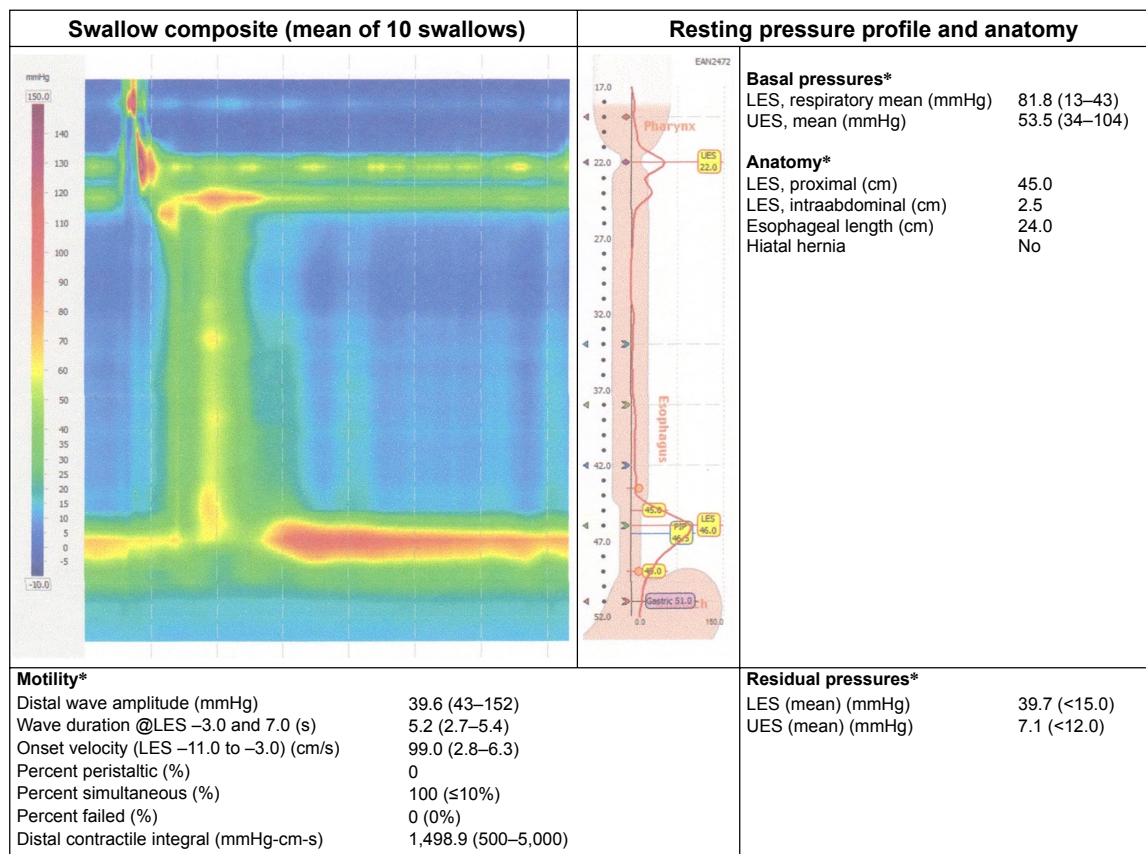 Swallow composite (mean of 10 swallows)
Resting pressure profile and anatomy
mmHg
150.0
140
130
120
110
100
90
80
70
60
50
40
35
30
25
20
15
10
5
0
-5
-10.0
EAN2472
17.0
Pharynx
UES
22.0
22.0
27.0
32.0
37.0
Esophagus
42.0
45.0
LES
46.0
PIP
46.5
47.0
Gastric 51.0
52.0
0.0
150.0
Basal pressures*
LES, respiratory mean (mmHg) 81.8 (13–43)
UES, mean (mmHg) 53.5 (34–104)
Anatomy*
LES, proximal (cm) 45.0
LES, intraabdominal (cm) 2.5
Esophageal length (cm) 24.0
Hiatal hernia No
Motility*
Distal wave amplitude (mmHg) 39.6 (43–152)
Wave duration @LES –3.0 and 7.0 (s) 5.2 (2.7–5.4)
Onset velocity (LES –11.0 to –3.0) (cm/s) 99.0 (2.8–6.3)
Percent peristaltic (%) 0
Percent simultaneous (%) 100 (≤10%)
Percent failed (%) 0 (0%)
Distal contractile integral (mmHg-cm-s) 1,498.9 (500–5,000)
Residual pressures*
LES (mean) (mmHg) 39.7 (<15.0)
UES (mean) (mmHg) 7.1 (<12.0)